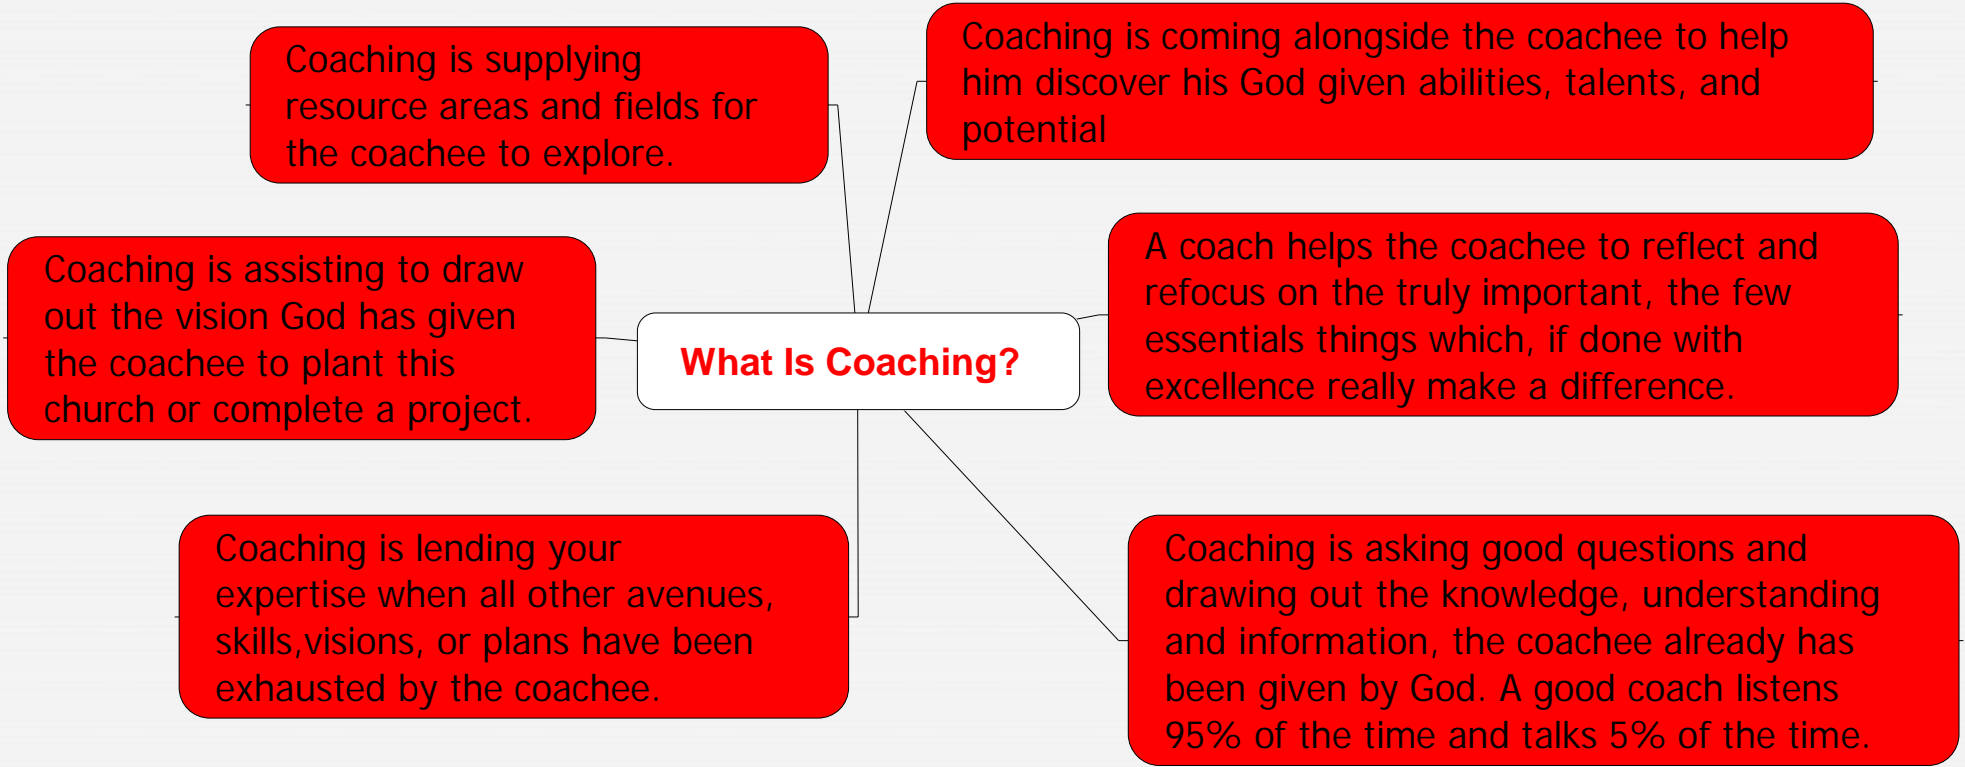 What Is Coaching?
Coaching is coming alongside the coachee to help
him discover his God given abilities, talents, and
potential
A coach helps the coachee to reflect and
refocus on the truly important, the few
essentials things which, if done with
excellence really make a difference.
Coaching is asking good questions and
drawing out the knowledge, understanding
and information, the coachee already has
been given by God. A good coach listens
95% of the time and talks 5% of the time.
Coaching is lending your
expertise when all other avenues,
skills,visions, or plans have been
exhausted by the coachee.
Coaching is assisting to draw
out the vision God has given
the coachee to plant this
church or complete a project.
Coaching is supplying
resource areas and fields for
the coachee to explore.